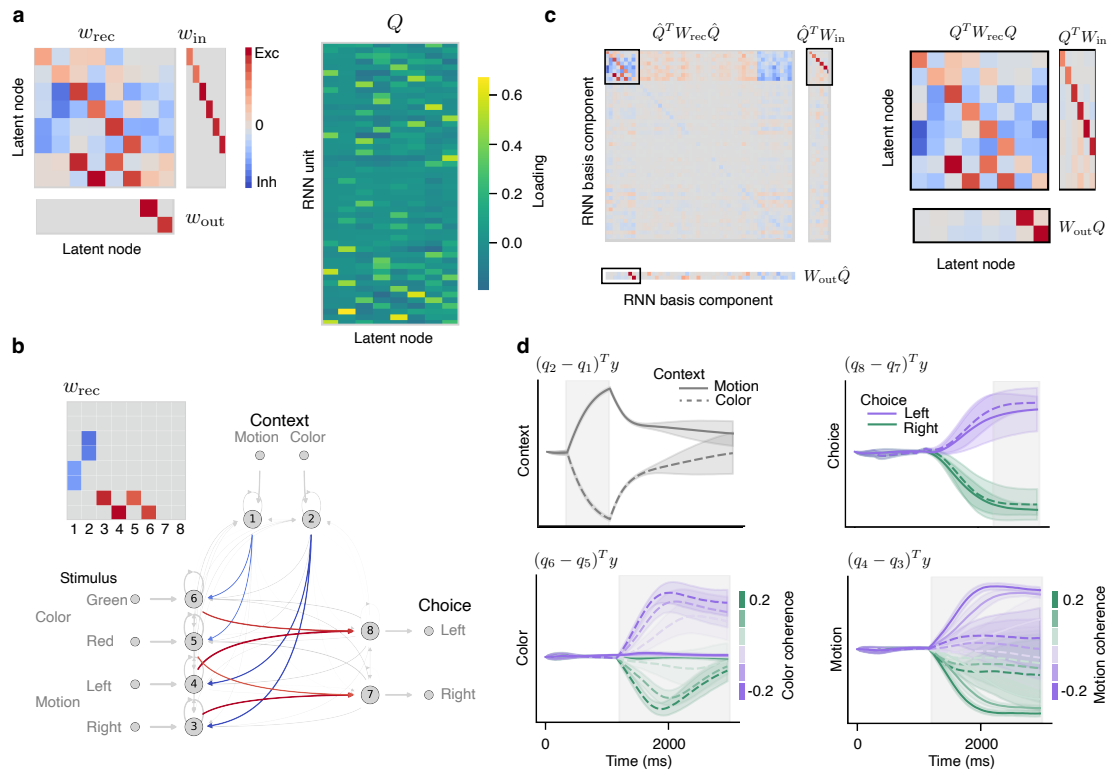 a
w_rec
w_in
Exc
0
Inh
Latent node
w_out
Latent node
Q
RNN unit
Latent node
0.6
0.4
0.2
0.0
Loading
b
w_rec
1 2 3 4 5 6 7 8
Context
Motion Color
1
2
Stimulus
Color
Green
Red
Motion
Left
Right
6
5
4
3
8
7
Choice
Left
Right
c
Q̂^T W_rec Q̂
Q̂^T W_in
RNN basis component
W_out Q̂
RNN basis component
Q^T W_rec Q
Q^T W_in
Latent node
W_out Q
Latent node
d
(q_2 − q_1)^T y
Context
Motion
Color
Context
(q_8 − q_7)^T y
Choice
Left
Right
Choice
(q_6 − q_5)^T y
Color
0.2
-0.2
Color coherence
0 2000
Time (ms)
(q_4 − q_3)^T y
Motion
0.2
-0.2
Motion coherence
0 2000
Time (ms)